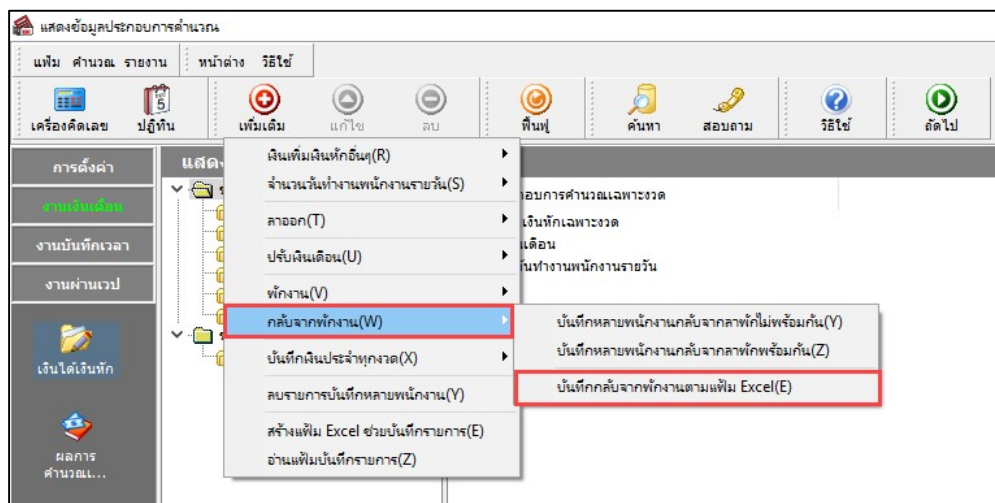 แสดงข้อมูลประกอบการคำนวณ
แฟ้ม คำนวณ รายงาน หน้าต่าง วิธีใช้
เครื่องคิดเลข ปฏิทิน เพิ่มเติม แก้ไข ลบ ฟื้นฟู ค้นหา สอบถาม วิธีใช้ ถัดไป
การตั้งค่า
งานเงินเดือน
งานบันทึกเวลา
งานผ่านเวป
เงินได้เงินหัก
ผลการ
คำนวณเ...
แสดง
เงินเพิ่มเงินหักอื่นๆ(R)
จำนวนวันทำงานพนักงานรายวัน(S)
ลาออก(T)
ปรับเงินเดือน(U)
พักงาน(V)
กลับจากพักงาน(W)
บันทึกเงินประจำทุกงวด(X)
ลบรายการบันทึกหลายพนักงาน(Y)
สร้างแฟ้ม Excel ช่วยบันทึกรายการ(E)
อ่านแฟ้มบันทึกรายการ(Z)
กอบการคำนวณเฉพาะงวด
เงินหักเฉพาะงวด
เดือน
วันทำงานพนักงานรายวัน
บันทึกหลายพนักงานกลับจากลาพักไม่พร้อมกัน(Y)
บันทึกหลายพนักงานกลับจากลาพักพร้อมกัน(Z)
บันทึกกลับจากพักงานตามแฟ้ม Excel(E)